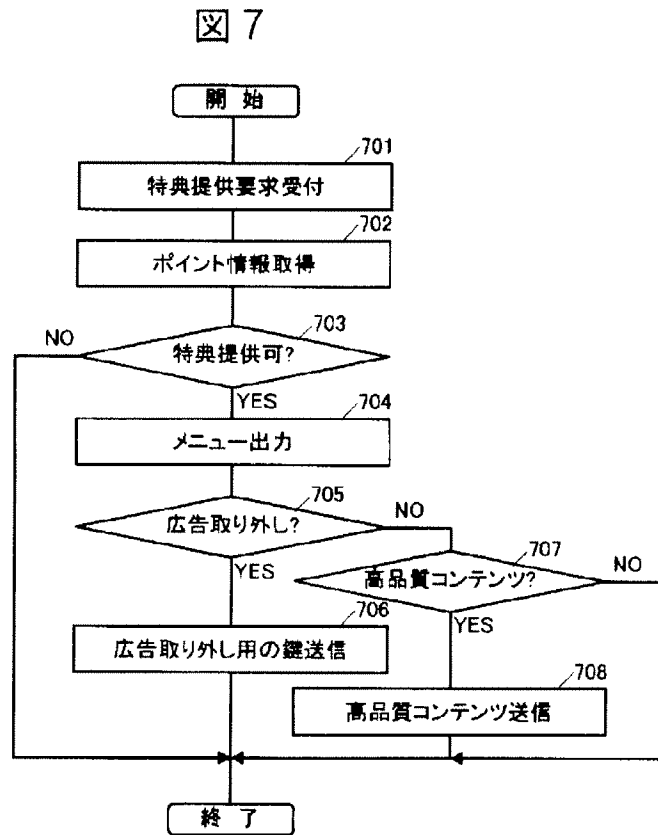 図7
開始
701
特典提供要求受付
702
ポイント情報取得
703
NO
特典提供可?
YES
704
メニュー出力
705
NO
広告取り外し?
707
NO
YES
高品質コンテンツ?
706
YES
広告取り外し用の鍵送信
708
高品質コンテンツ送信
終了